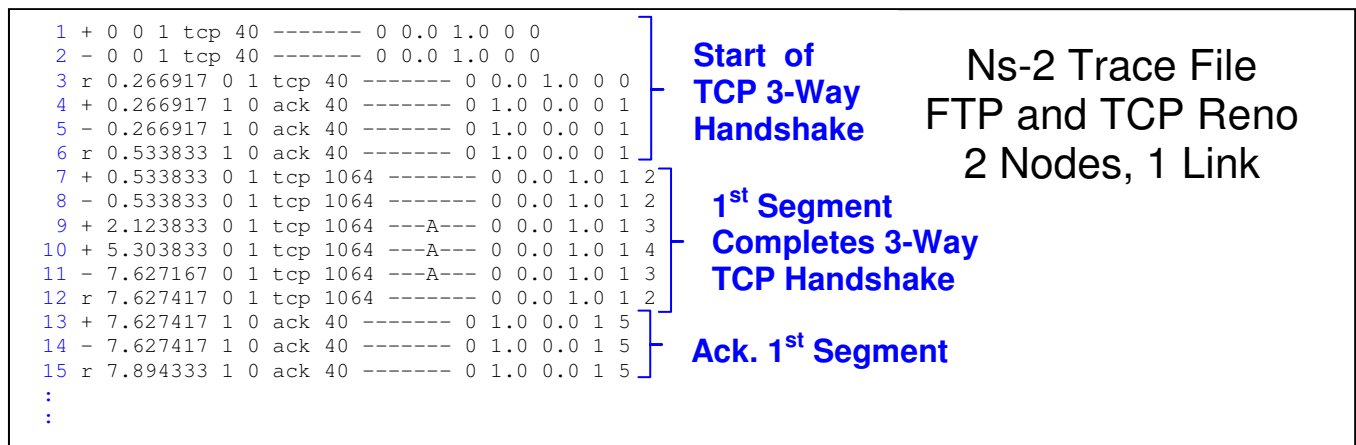 1 + 0 0 1 tcp 40 ------- 0 0.0 1.0 0 0
2 - 0 0 1 tcp 40 ------- 0 0.0 1.0 0 0
3 r 0.266917 0 1 tcp 40 ------- 0 0.0 1.0 0 0
4 + 0.266917 1 0 ack 40 ------- 0 1.0 0.0 0 1
5 - 0.266917 1 0 ack 40 ------- 0 1.0 0.0 0 1
6 r 0.533833 1 0 ack 40 ------- 0 1.0 0.0 0 1
7 + 0.533833 0 1 tcp 1064 ------- 0 0.0 1.0 1 2
8 - 0.533833 0 1 tcp 1064 ------- 0 0.0 1.0 1 2
9 + 2.123833 0 1 tcp 1064 ---A--- 0 0.0 1.0 1 3
10 + 5.303833 0 1 tcp 1064 ---A--- 0 0.0 1.0 1 4
11 - 7.627167 0 1 tcp 1064 ---A--- 0 0.0 1.0 1 3
12 r 7.627417 0 1 tcp 1064 ------- 0 0.0 1.0 1 2
13 + 7.627417 1 0 ack 40 ------- 0 1.0 0.0 1 5
14 - 7.627417 1 0 ack 40 ------- 0 1.0 0.0 1 5
15 r 7.894333 1 0 ack 40 ------- 0 1.0 0.0 1 5
:
:
Start of
TCP 3-Way
Handshake
1st Segment
Completes 3-Way
TCP Handshake
Ack. 1st Segment
Ns-2 Trace File
FTP and TCP Reno
2 Nodes, 1 Link